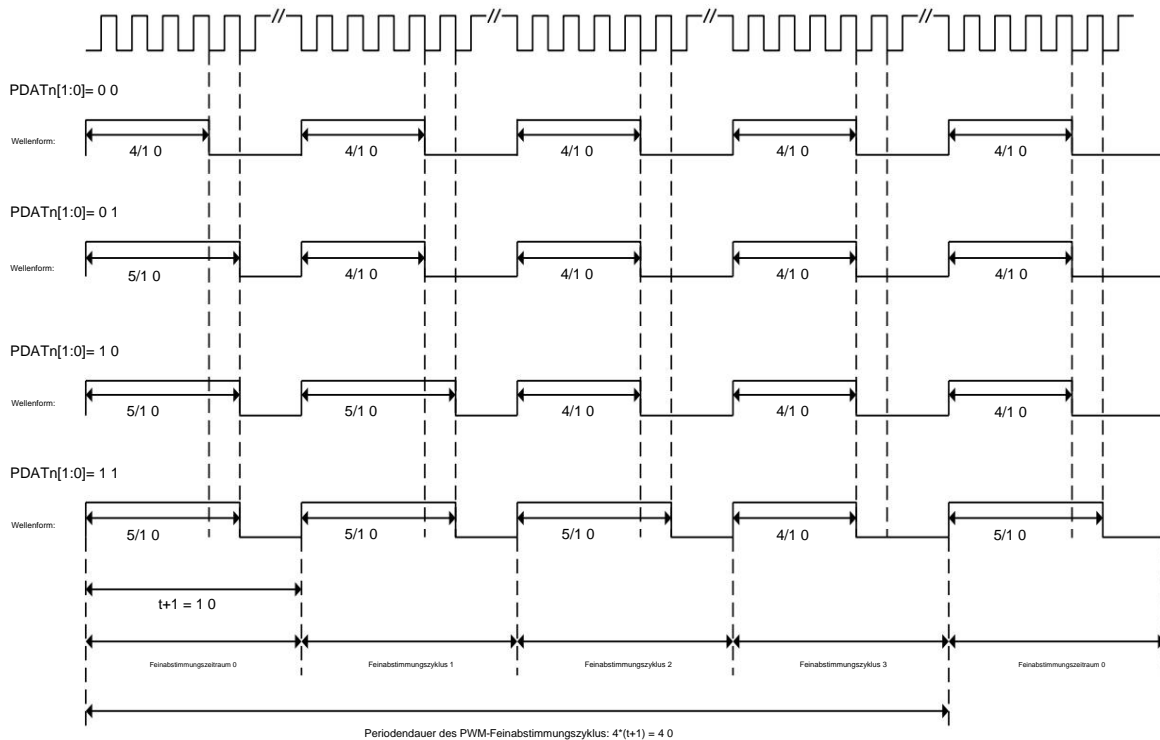 // // // //
PDATn[1:0]= 0 0
Wellenform:
4/1 0 4/1 0 4/1 0 4/1 0 4/1 0
PDATn[1:0]= 0 1
Wellenform:
5/1 0 4/1 0 4/1 0 4/1 0 4/1 0
PDATn[1:0]= 1 0
Wellenform:
5/1 0 5/1 0 4/1 0 4/1 0 4/1 0
PDATn[1:0]= 1 1
Wellenform:
5/1 0 5/1 0 5/1 0 4/1 0 5/1 0
t+1 = 1 0
Feinabstimmungszeitraum 0 Feinabstimmungszyklus 1 Feinabstimmungszyklus 2 Feinabstimmungszyklus 3 Feinabstimmungszeitraum 0
Periodendauer des PWM-Feinabstimmungszyklus: 4*(t+1) = 4 0